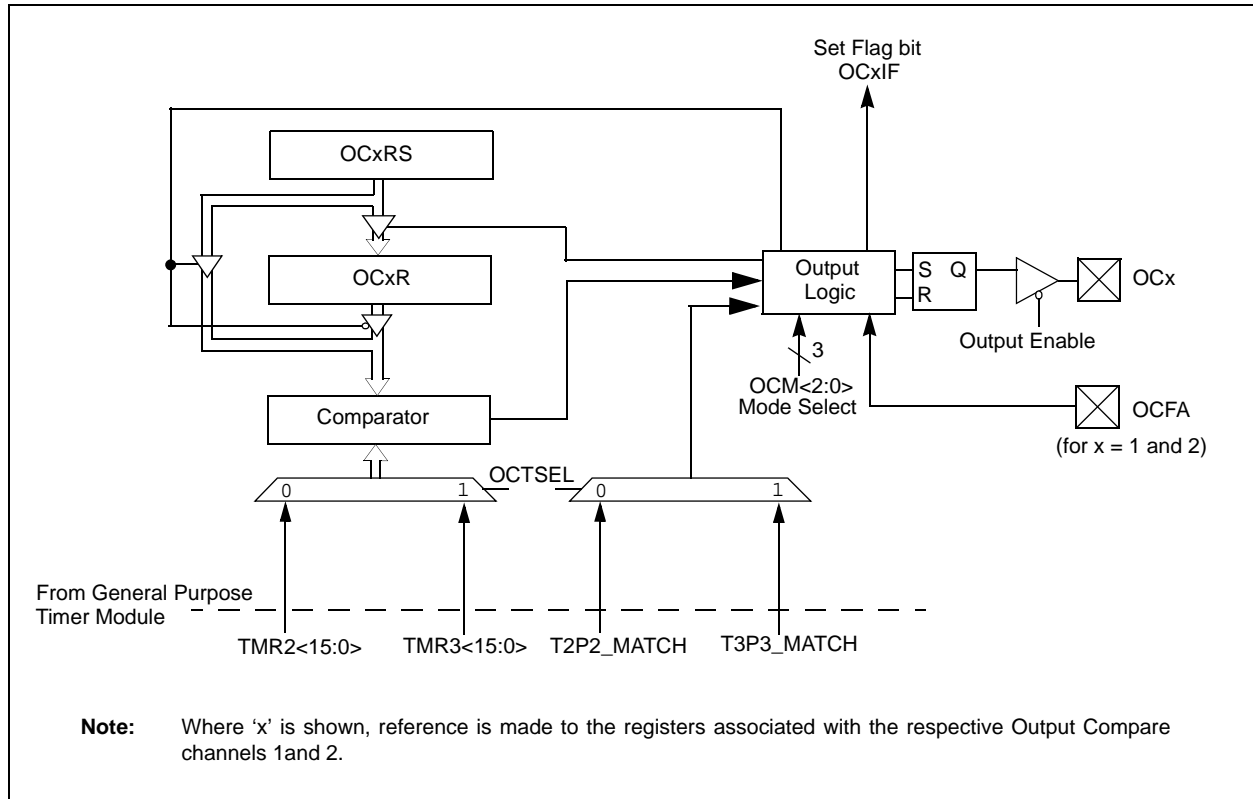 Set Flag bit
OCxIF
OCxRS
OCxR
Output
Logic
S Q
R
OCx
Output Enable
3
OCM<2:0>
Mode Select
Comparator
OCFA
(for x = 1 and 2)
OCTSEL
0 1
0 1
From General Purpose
Timer Module
TMR2<15:0> TMR3<15:0> T2P2_MATCH T3P3_MATCH
Note: Where ‘x’ is shown, reference is made to the registers associated with the respective Output Compare
channels 1and 2.